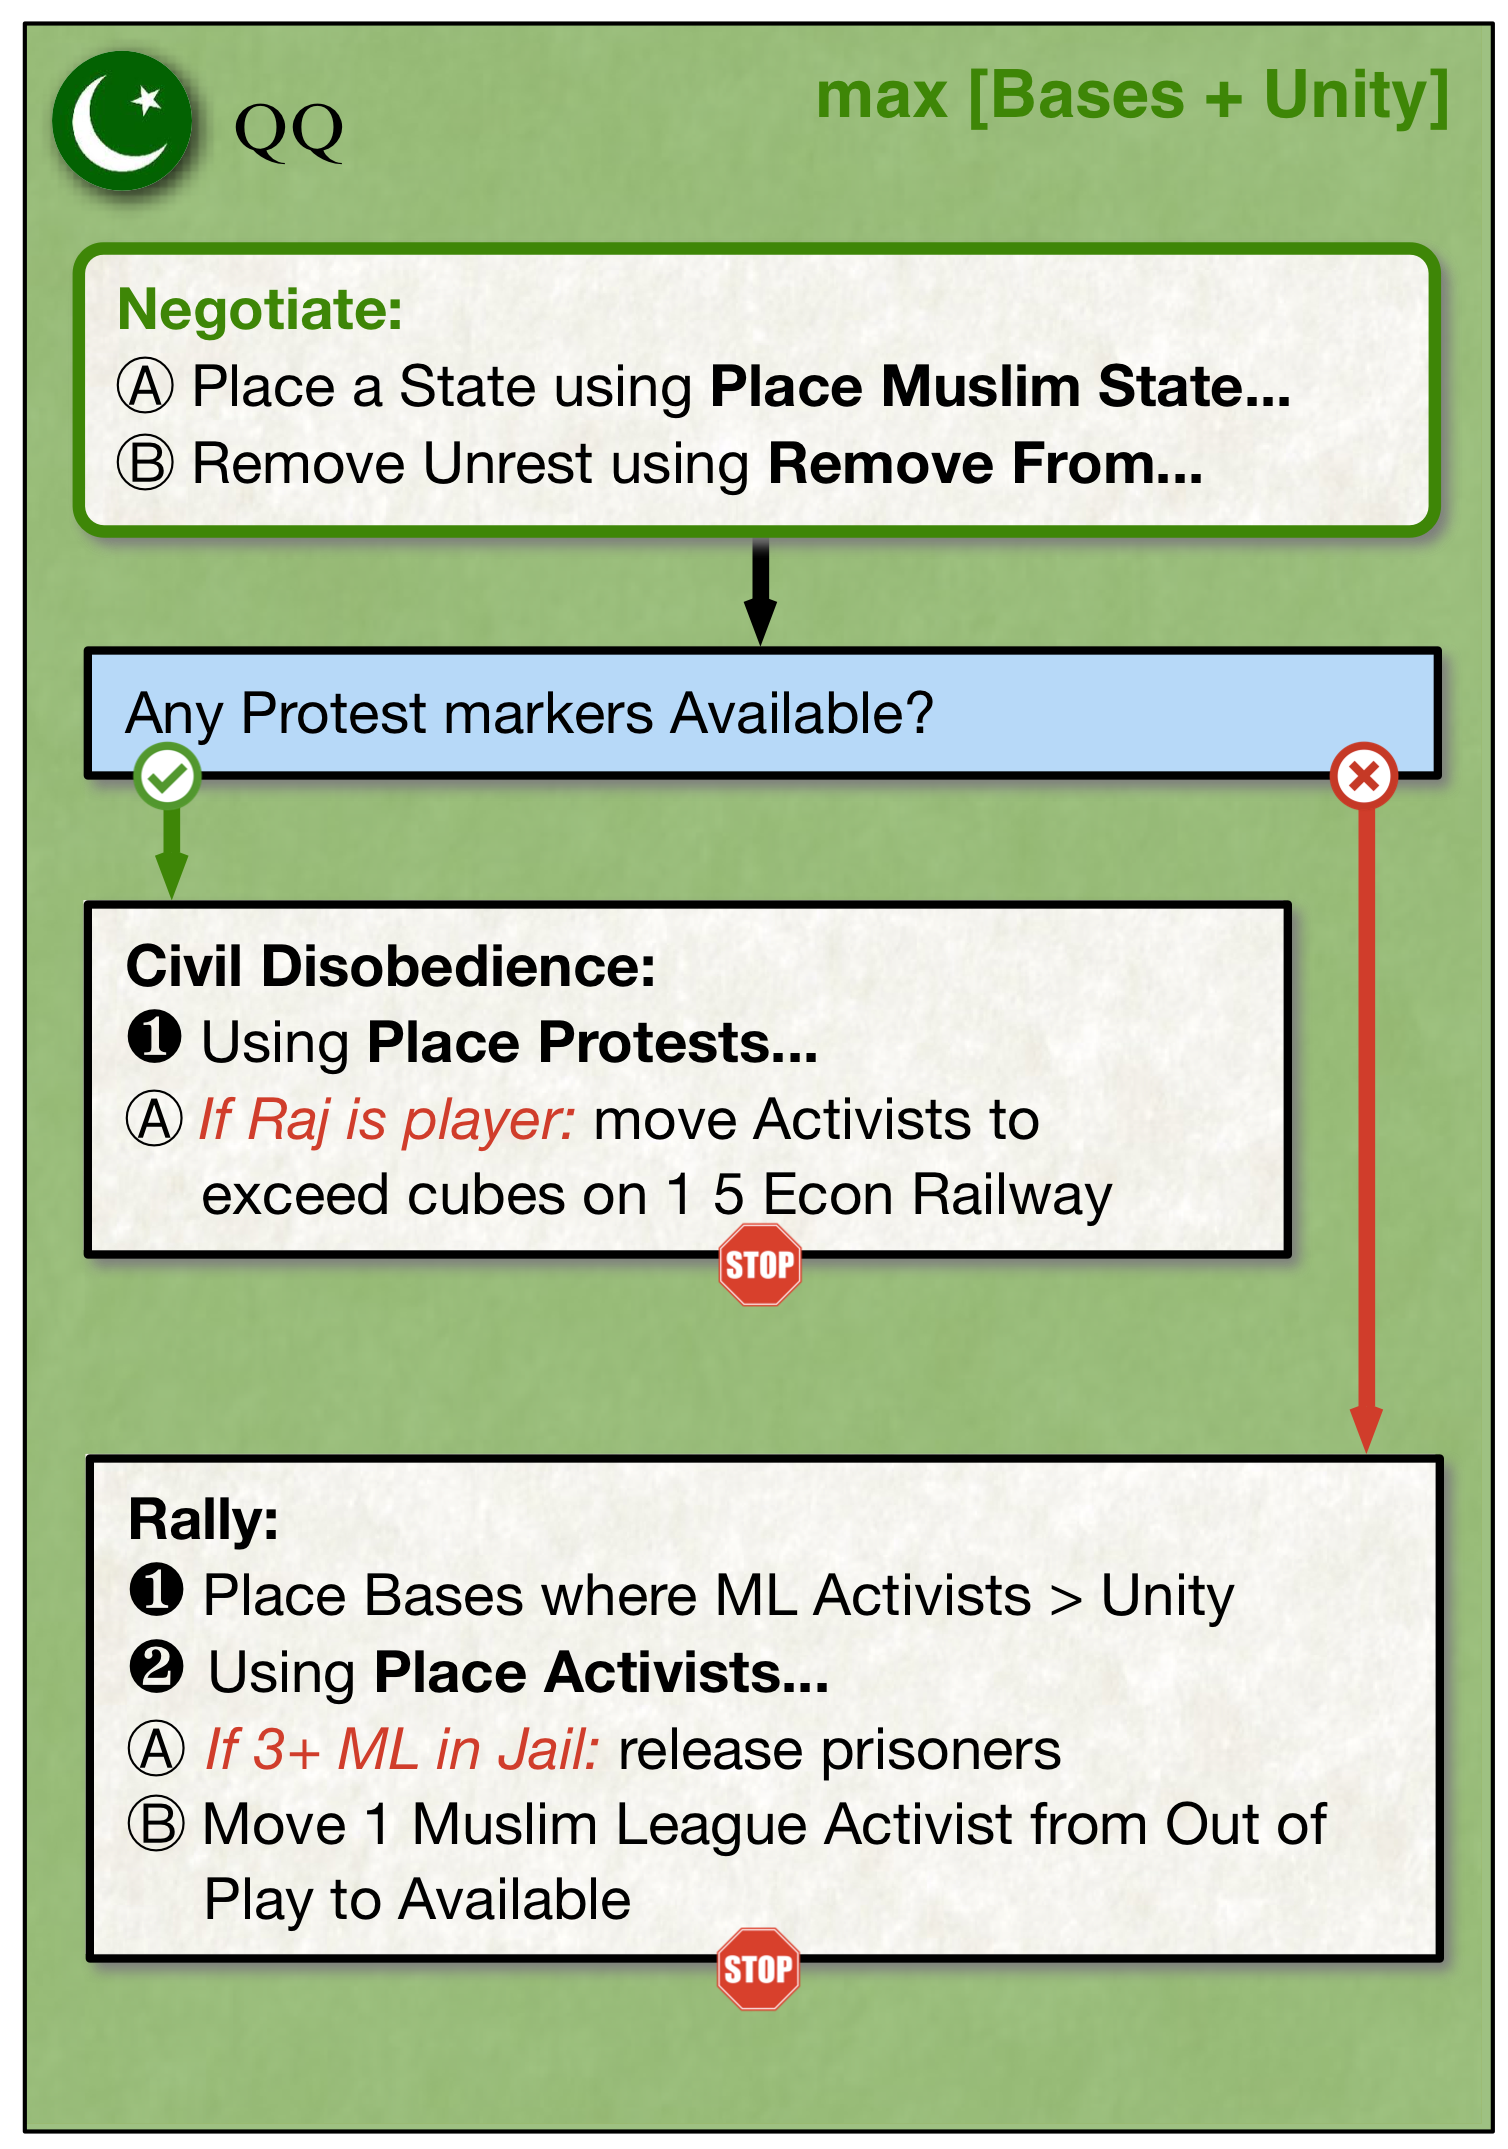 QQ
max [Bases + Unity]
Negotiate:
Ⓐ Place a State using Place Muslim State...
Ⓑ Remove Unrest using Remove From...
Any Protest markers Available?
Civil Disobedience:
❶ Using Place Protests...
Ⓐ If Raj is player: move Activists to
exceed cubes on 1 5 Econ Railway
STOP
Rally:
❶ Place Bases where ML Activists > Unity
❷ Using Place Activists...
Ⓐ If 3+ ML in Jail: release prisoners
Ⓑ Move 1 Muslim League Activist from Out of
Play to Available
STOP